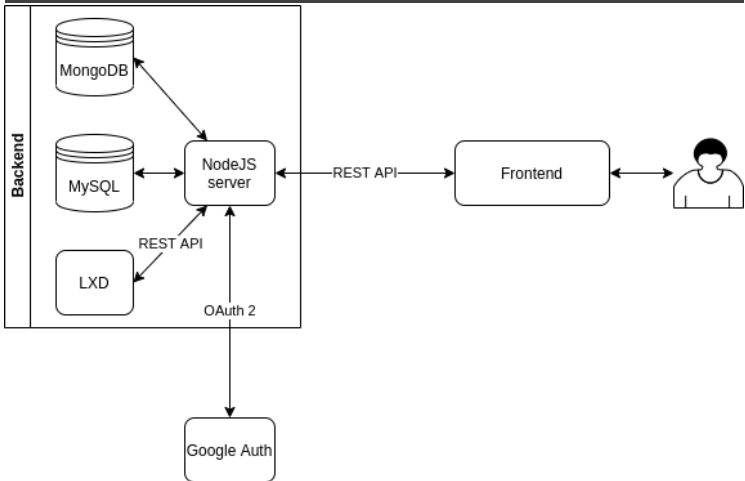 Backend
MongoDB
MySQL
LXD
NodeJS
server
REST API
REST API
Frontend
OAuth 2
Google Auth